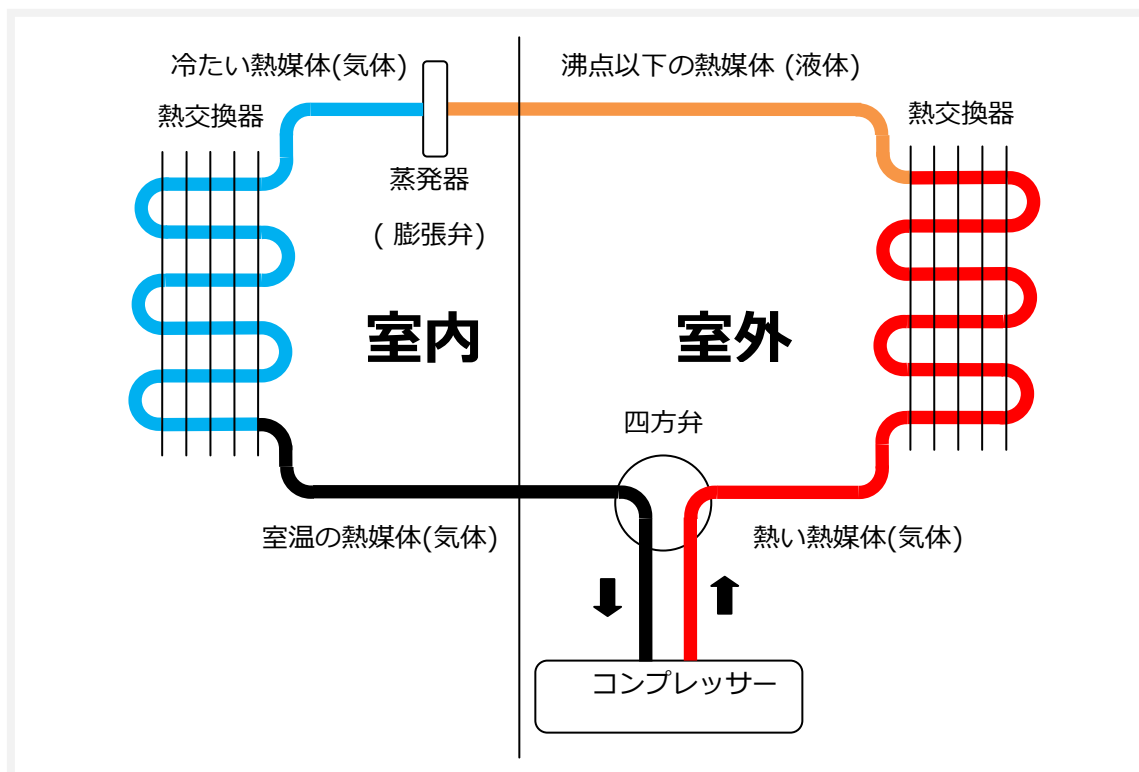 冷たい熱媒体(気体)
沸点以下の熱媒体 (液体)
熱交換器
熱交換器
蒸発器
( 膨張弁)
室内
室外
四方弁
室温の熱媒体(気体)
熱い熱媒体(気体)
コンプレッサー